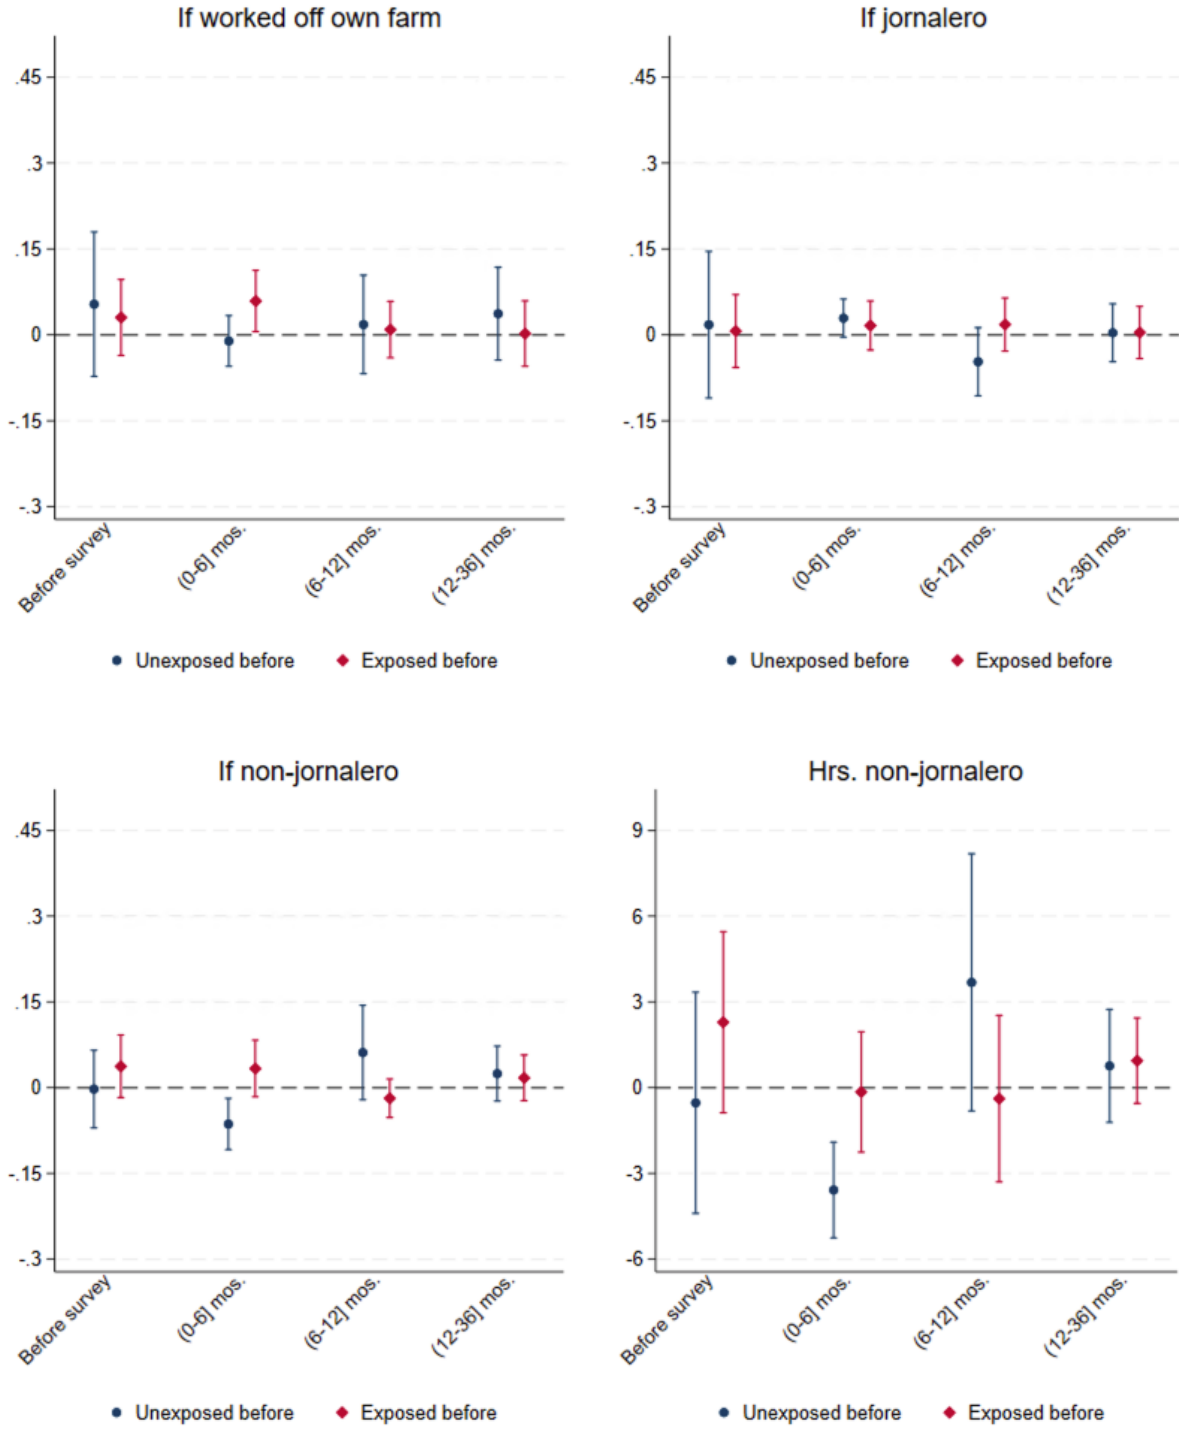 If worked off own farm
.45
.3
.15
0
-.15
-.3
Before survey
(0-6] mos.
(6-12] mos.
(12-36] mos.
Unexposed before
Exposed before
If jornalero
.45
.3
.15
0
-.15
-.3
Before survey
(0-6] mos.
(6-12] mos.
(12-36] mos.
Unexposed before
Exposed before
If non-jornalero
.45
.3
.15
0
-.15
-.3
Before survey
(0-6] mos.
(6-12] mos.
(12-36] mos.
Unexposed before
Exposed before
Hrs. non-jornalero
9
6
3
0
-3
-6
Before survey
(0-6] mos.
(6-12] mos.
(12-36] mos.
Unexposed before
Exposed before